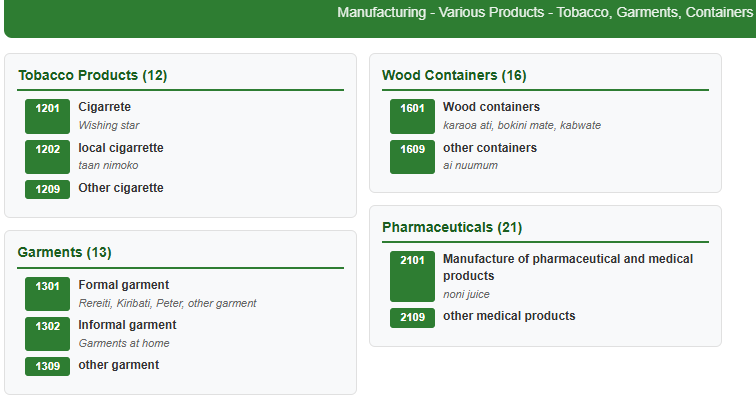 Manufacturing - Various Products - Tobacco, Garments, Containers
Tobacco Products (12)
1201 Cigarrete
Wishing star
1202 local cigarrette
taan nimoko
1209 Other cigarette
Garments (13)
1301 Formal garment
Rereiti, Kiribati, Peter, other garment
1302 Informal garment
Garments at home
1309 other garment
Wood Containers (16)
1601 Wood containers
karaoa ati, bokini mate, kabwate
1609 other containers
ai nuumum
Pharmaceuticals (21)
2101 Manufacture of pharmaceutical and medical
products
noni juice
2109 other medical products